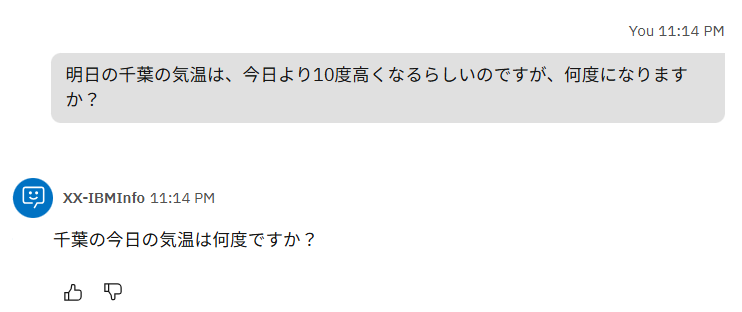 You 11:14 PM
明日の千葉の気温は、今日より10度高くなるらしいのですが、何度になります
か？
XX-IBMInfo 11:14 PM
千葉の今日の気温は何度ですか？